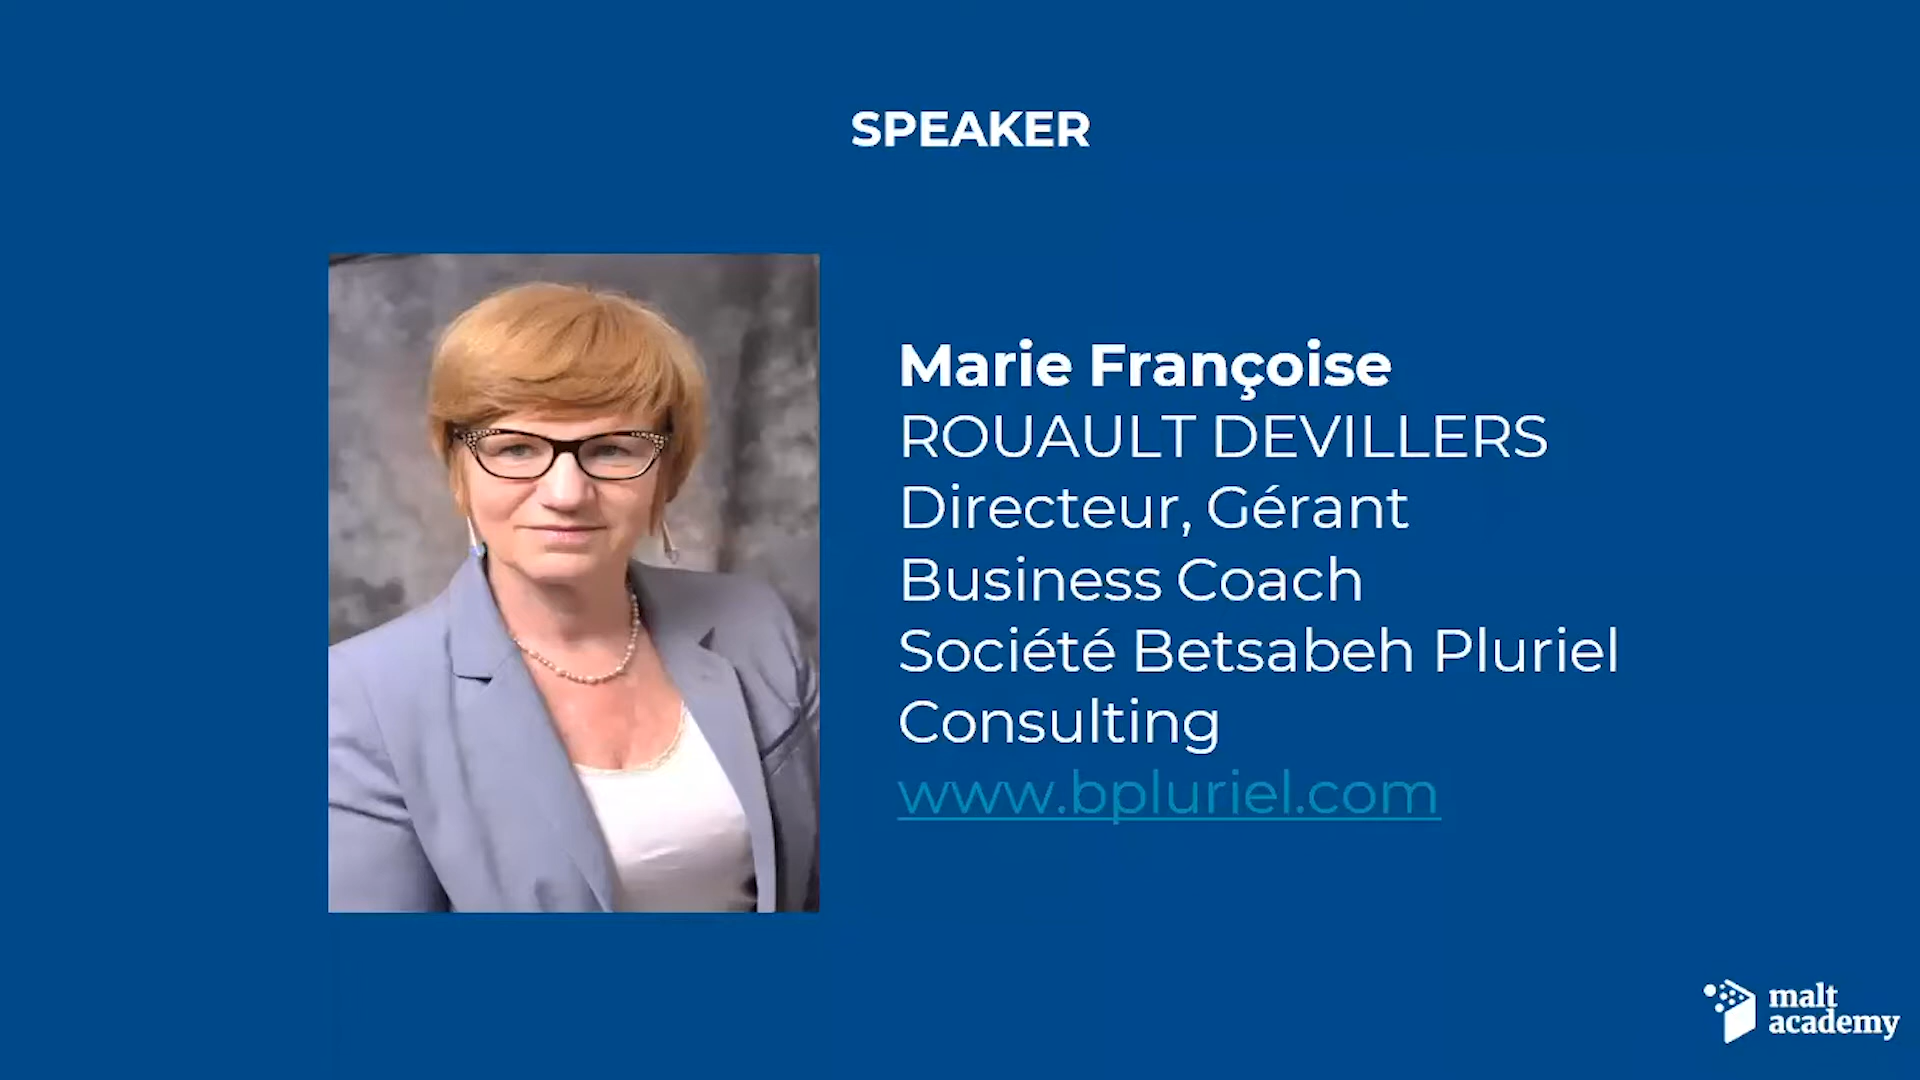 SPEAKER
Marie Françoise
ROUAULT DEVILLERS
Directeur, Gérant
Business Coach
Société Betsabeh Pluriel
Consulting
www.bpluriel.com
malt
academy